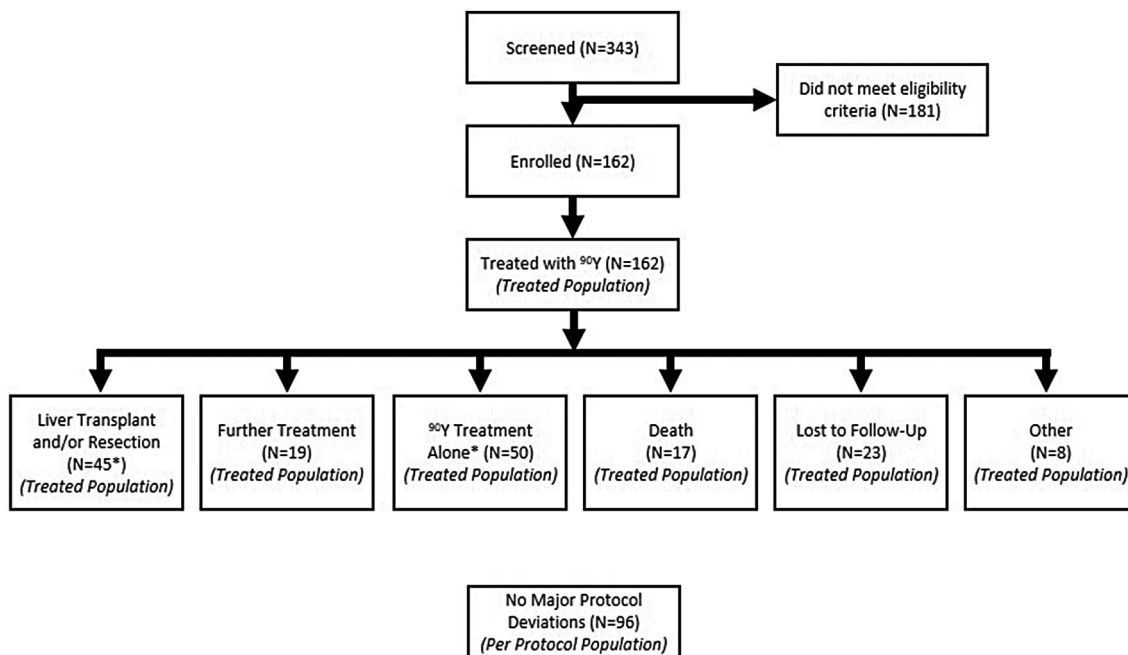 Screened (N=343)
Did not meet eligibility
criteria (N=181)
Enrolled (N=162)
Treated with ⁹⁰Y (N=162)
(Treated Population)
Liver Transplant
and/or Resection
(N=45*)
(Treated Population)
Further Treatment
(N=19)
(Treated Population)
⁹⁰Y Treatment
Alone* (N=50)
(Treated Population)
Death
(N=17)
(Treated Population)
Lost to Follow-Up
(N=23)
(Treated Population)
Other
(N=8)
(Treated Population)
No Major Protocol
Deviations (N=96)
(Per Protocol Population)